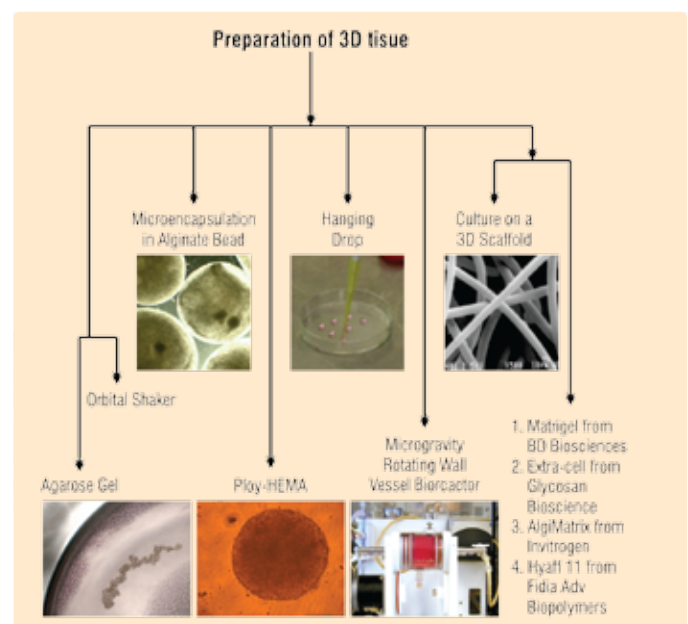 Preparation of 3D tisue
Microencapsulation
in Alginate Bead
Hanging
Drop
Culture on a
3D Scaffold
Orbital Shaker
Agarose Gel
Ploy-HEMA
Microgravity
Rotating Wall
Vessel Biorcactor
1. Matrigel from
BD Biosciences
2. Extra-cell from
Glycosan
Bioscience
3. AlgiMatrix from
Invitrogen
4. Hyaff 11 from
Fidia Adv
Biopolymers